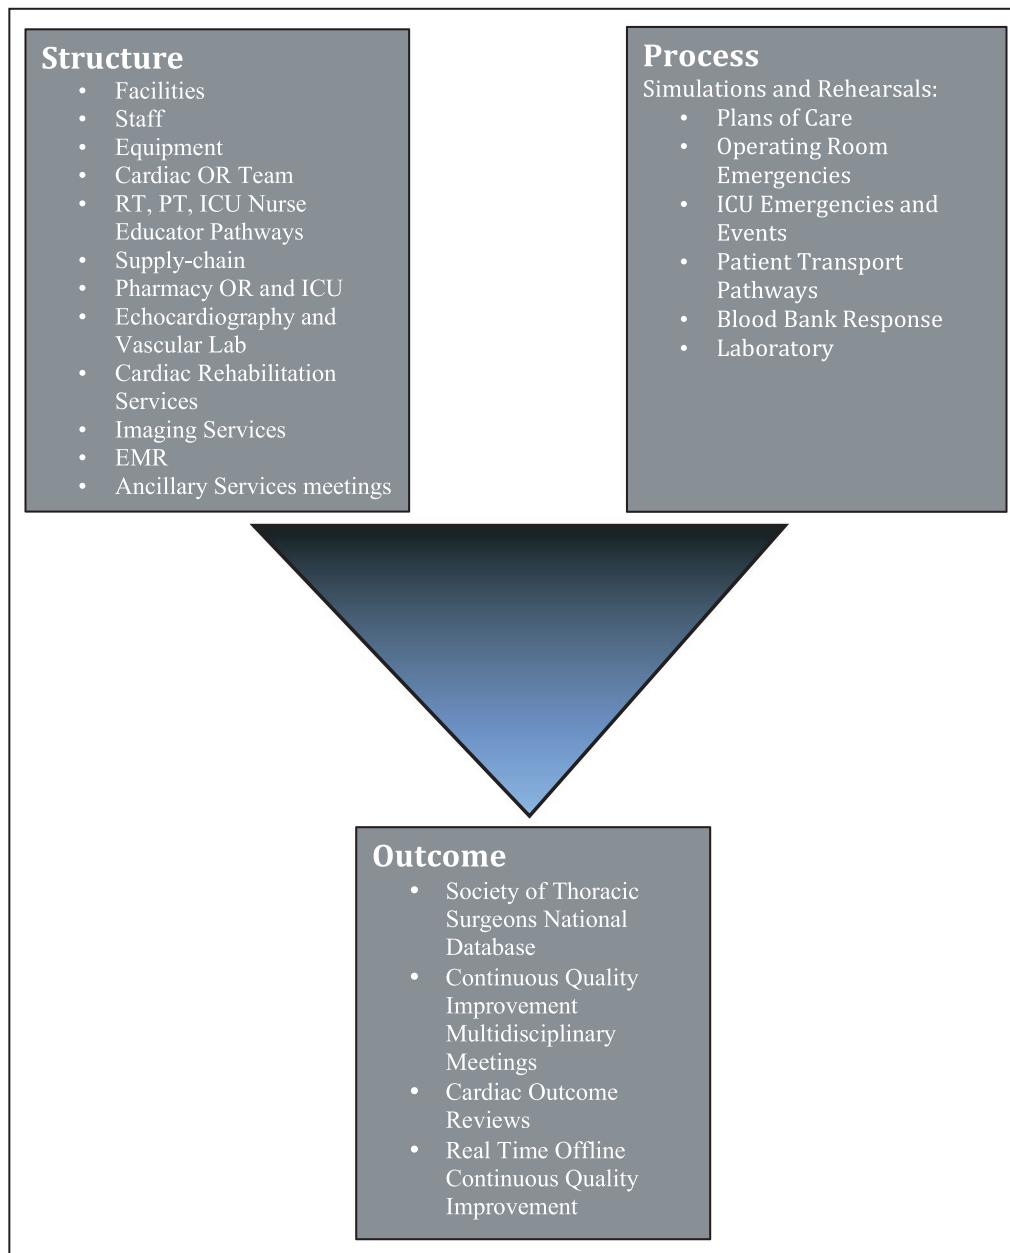 Structure
• Facilities
• Staff
• Equipment
• Cardiac OR Team
• RT, PT, ICU Nurse
Educator Pathways
• Supply-chain
• Pharmacy OR and ICU
• Echocardiography and
Vascular Lab
• Cardiac Rehabilitation
Services
• Imaging Services
• EMR
• Ancillary Services meetings
Process
Simulations and Rehearsals:
• Plans of Care
• Operating Room
Emergencies
• ICU Emergencies and
Events
• Patient Transport
Pathways
• Blood Bank Response
• Laboratory
Outcome
• Society of Thoracic
Surgeons National
Database
• Continuous Quality
Improvement
Multidisciplinary
Meetings
• Cardiac Outcome
Reviews
• Real Time Offline
Continuous Quality
Improvement